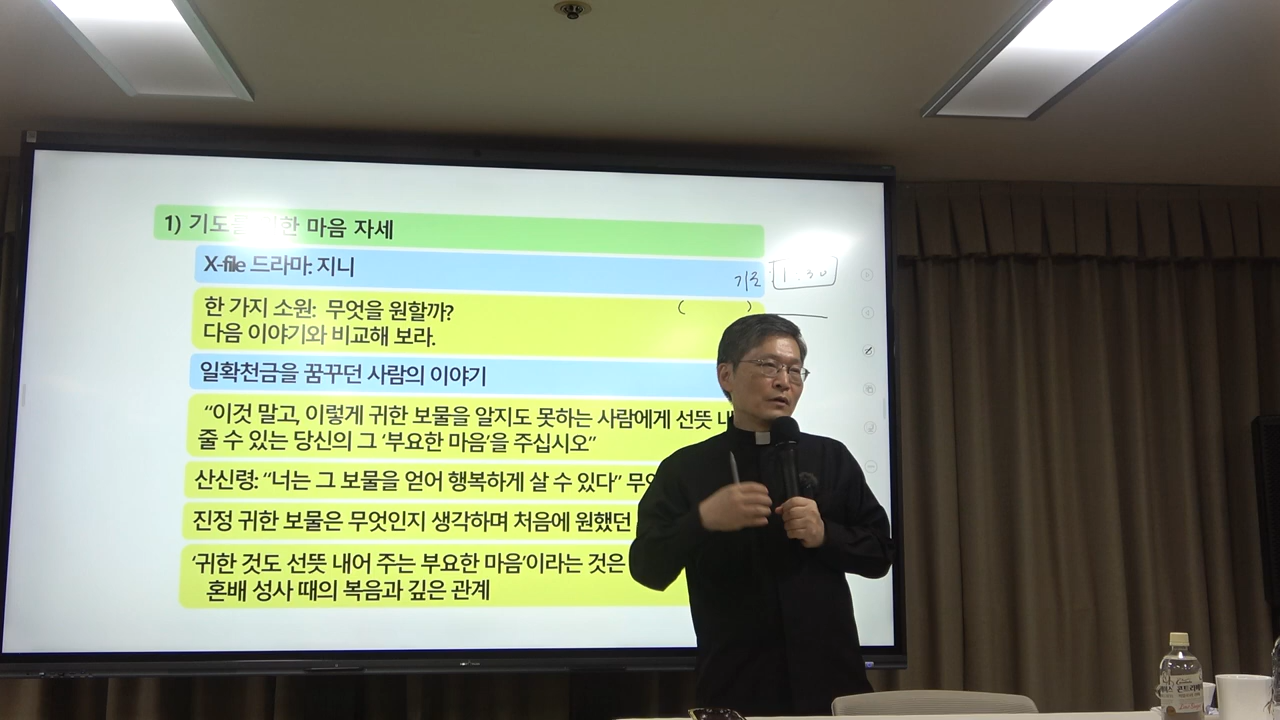 1) 기도를 위한 마음 자세
X-file 드라마: 지니
기도 1:30
( )
한 가지 소원: 무엇을 원할까?
다음 이야기와 비교해 보라.
일확천금을 꿈꾸던 사람의 이야기
“이것 말고, 이렇게 귀한 보물을 알지도 못하는 사람에게 선뜻 내
줄 수 있는 당신의 그 ‘부요한 마음’을 주십시오”
산신령: “너는 그 보물을 얻어 행복하게 살 수 있다”
진정 귀한 보물은 무엇인지 생각하며 처음에 원했던
‘귀한 것도 선뜻 내어 주는 부요한 마음’이라는 것은
혼배 성사 때의 복음과 깊은 관계